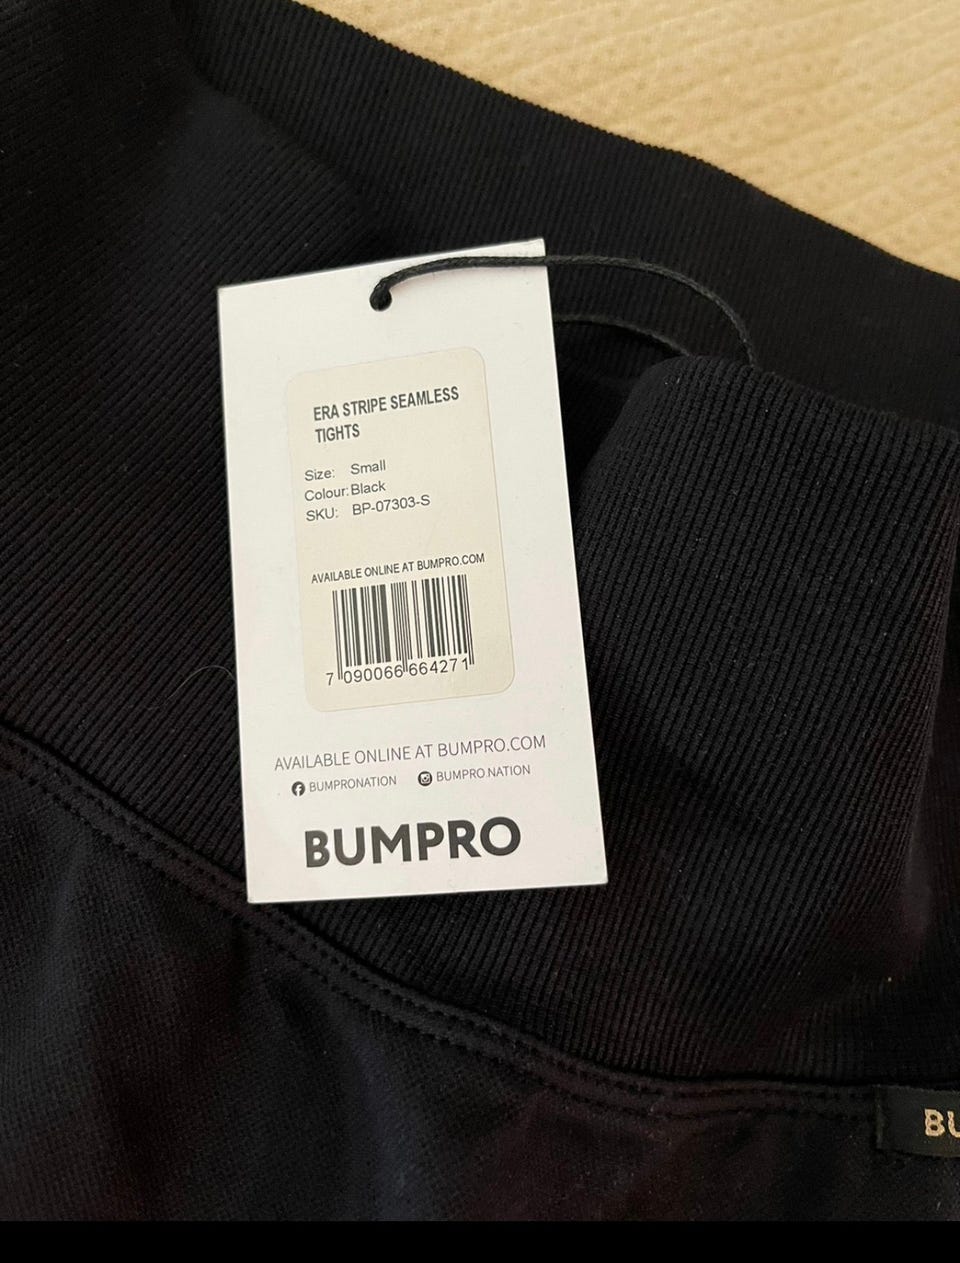 ERA STRIPE SEAMLESS
TIGHTS
Size: Small
Colour: Black
SKU: BP-07303-S
AVAILABLE ONLINE AT BUMPRO.COM
7 090066 664271
AVAILABLE ONLINE AT BUMPRO.COM
BUMPRONATION BUMPRO.NATION
BUMPRO
BU